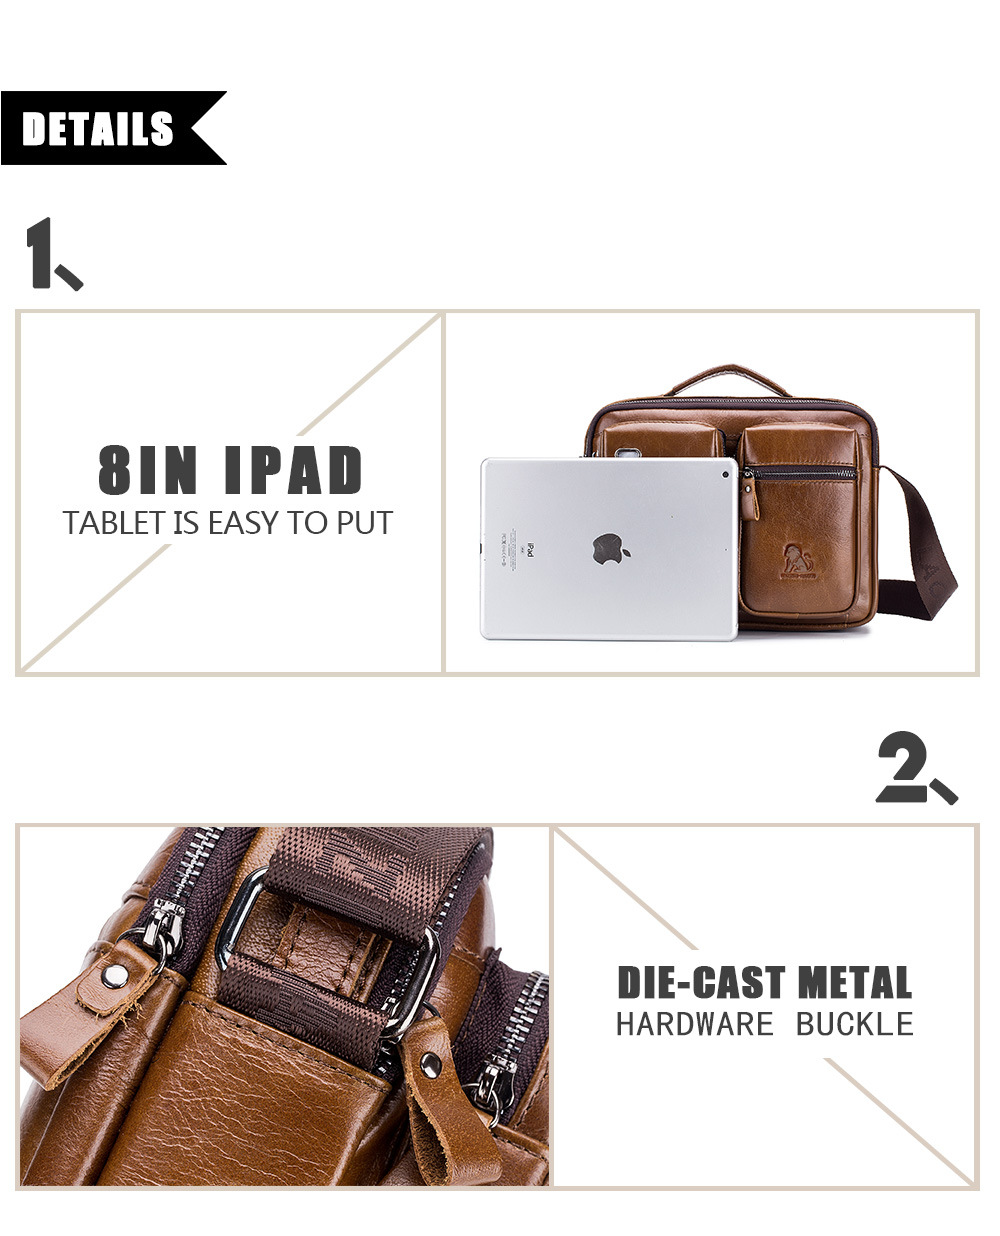 DETAILS
1
8IN IPAD
TABLET IS EASY TO PUT
iPad
2
DIE-CAST METAL
HARDWARE BUCKLE